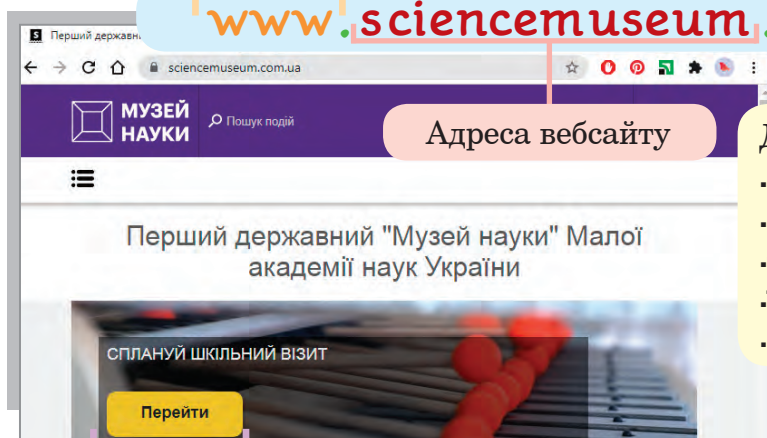 www.sciencemuseum.
Перший державн
sciencemuseum.com.ua
МУЗЕЙ
НАУКИ
Пошук подій
Адреса вебсайту
Перший державний "Музей науки" Малої
академії наук України
СПЛАНУЙ ШКІЛЬНИЙ ВІЗИТ
Перейти